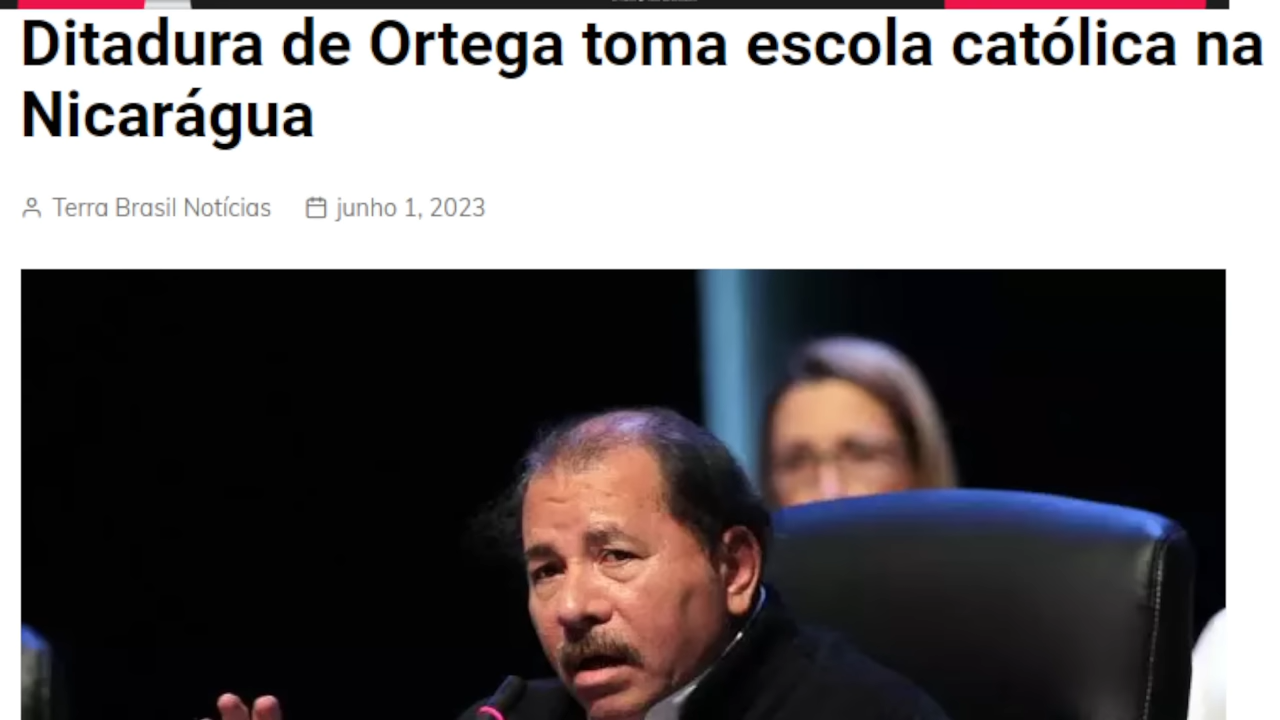 Ditadura de Ortega toma escola católica na
Nicarágua
Terra Brasil Notícias junho 1, 2023